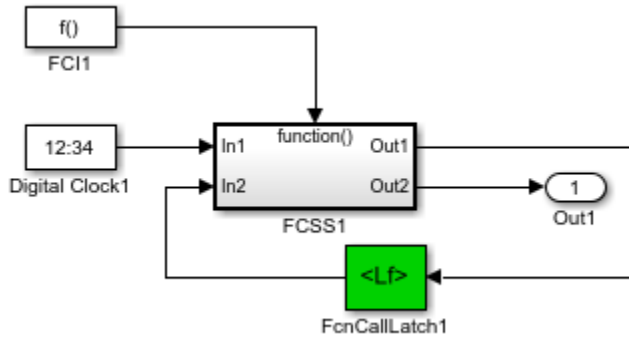 f()
FCI1
12:34
Digital Clock1
function()
In1
Out1
In2
Out2
FCSS1
1
Out1
<Lf>
FcnCallLatch1